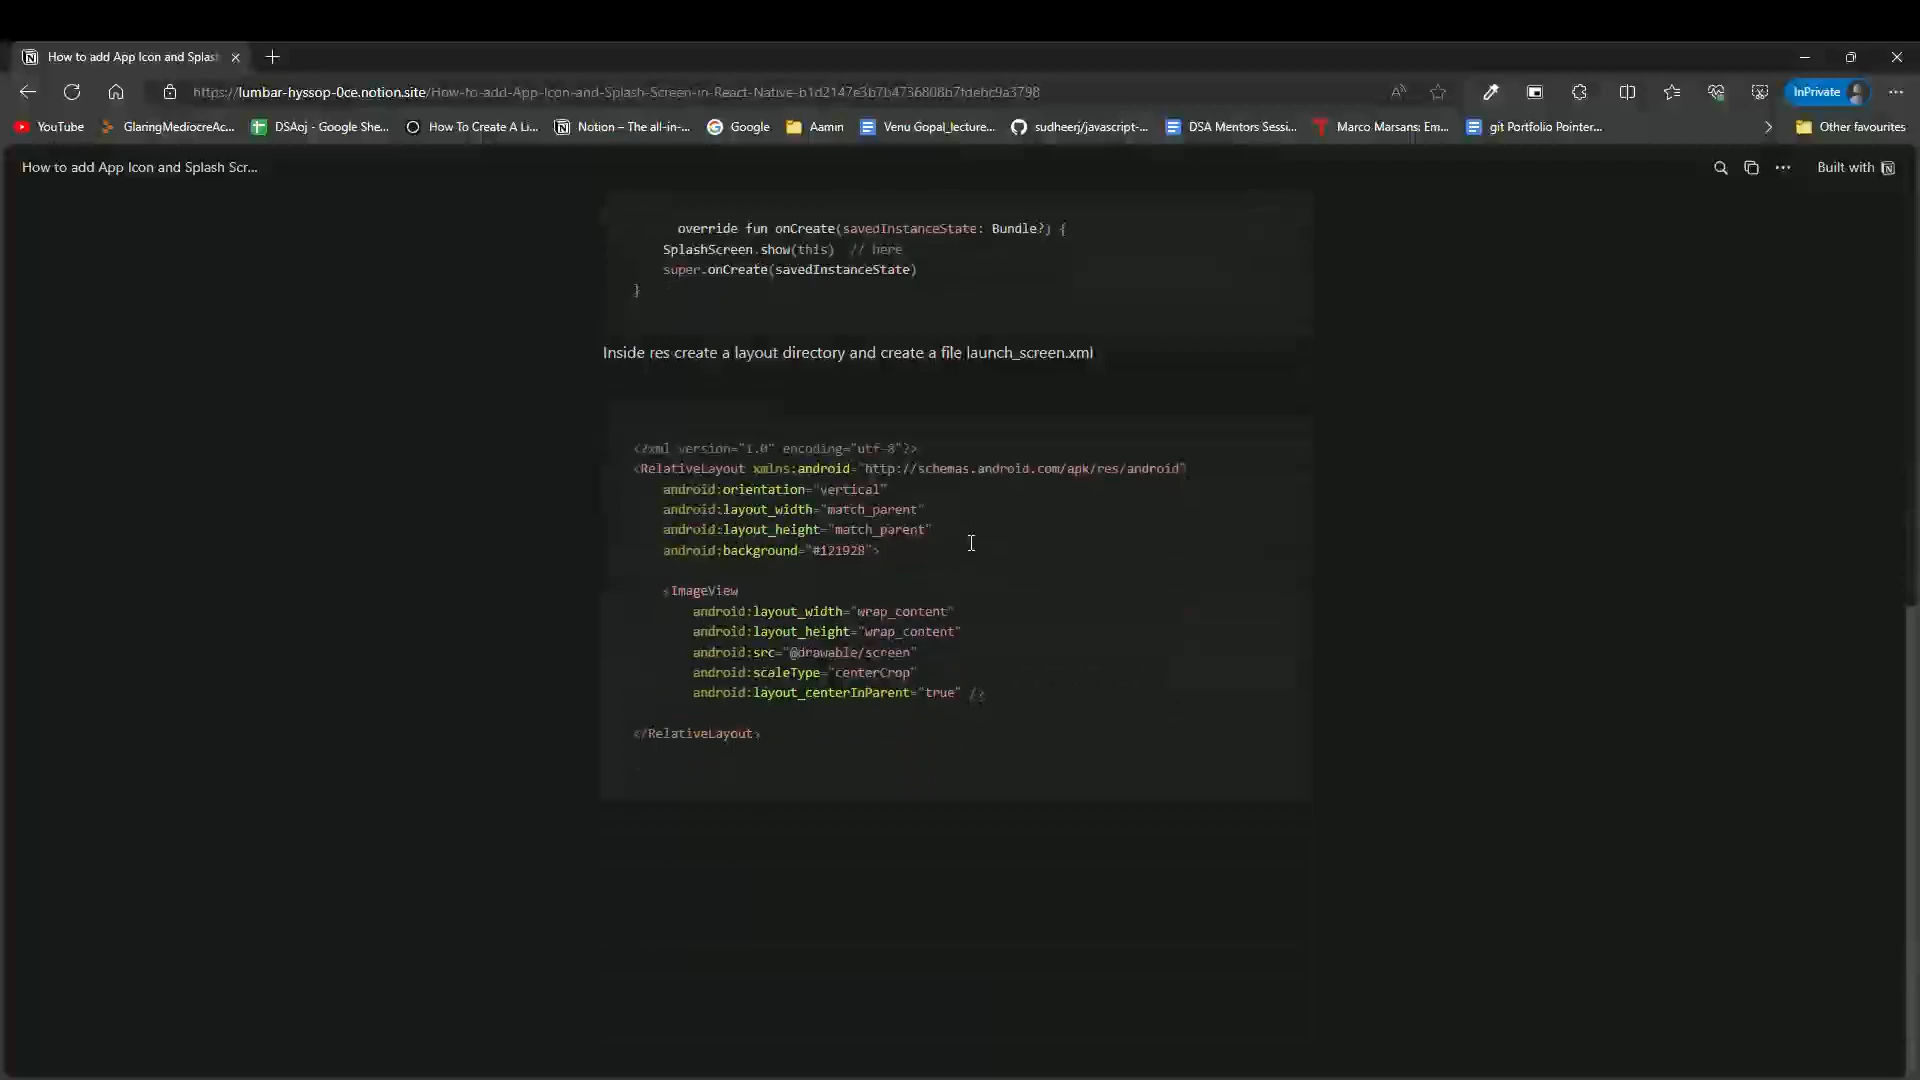 How to add App Icon and Splas
https://lumbar-hyssop-0ce.notion.site/How-to-add-App-Icon-and-Splash-Screen-in-React-Native-b1d2147e3b7b4736808b7fdebc9a3798
InPrivate
YouTube
GlaringMediocreAc...
DSAoj - Google She...
How To Create A Li...
Notion – The all-in-...
Google
Aamin
Venu Gopal_lecture...
sudheerj/javascript-...
DSA Mentors Sessi...
Marco Marsans: Em...
git Portfolio Pointer...
Other favourites
How to add App Icon and Splash Scr...
Built with
override fun onCreate(savedInstanceState: Bundle?) {
SplashScreen.show(this)  // here
super.onCreate(savedInstanceState)
}
Inside res create a layout directory and create a file launch_screen.xml
<?xml version="1.0" encoding="utf-8"?>
<RelativeLayout xmlns:android="http://schemas.android.com/apk/res/android"
android:orientation="vertical"
android:layout_width="match_parent"
android:layout_height="match_parent"
android:background="#121928">
<ImageView
android:layout_width="wrap_content"
android:layout_height="wrap_content"
android:src="@drawable/screen"
android:scaleType="centerCrop"
android:layout_centerInParent="true" />
</RelativeLayout>